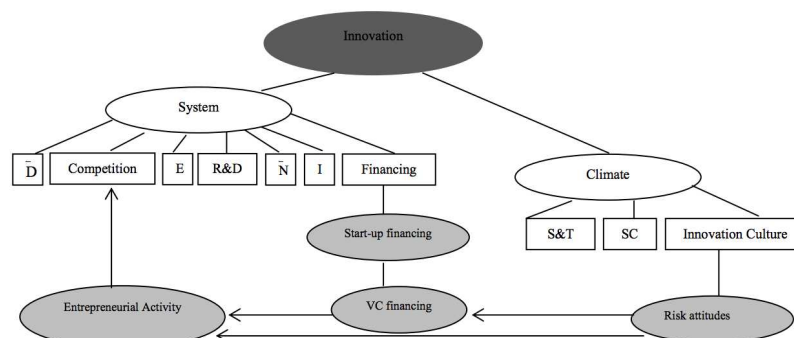 Innovation
System
D̄
Competition
E
R&D
N̄
I
Financing
Climate
S&T
SC
Innovation Culture
Start-up financing
Entrepreneurial Activity
VC financing
Risk attitudes